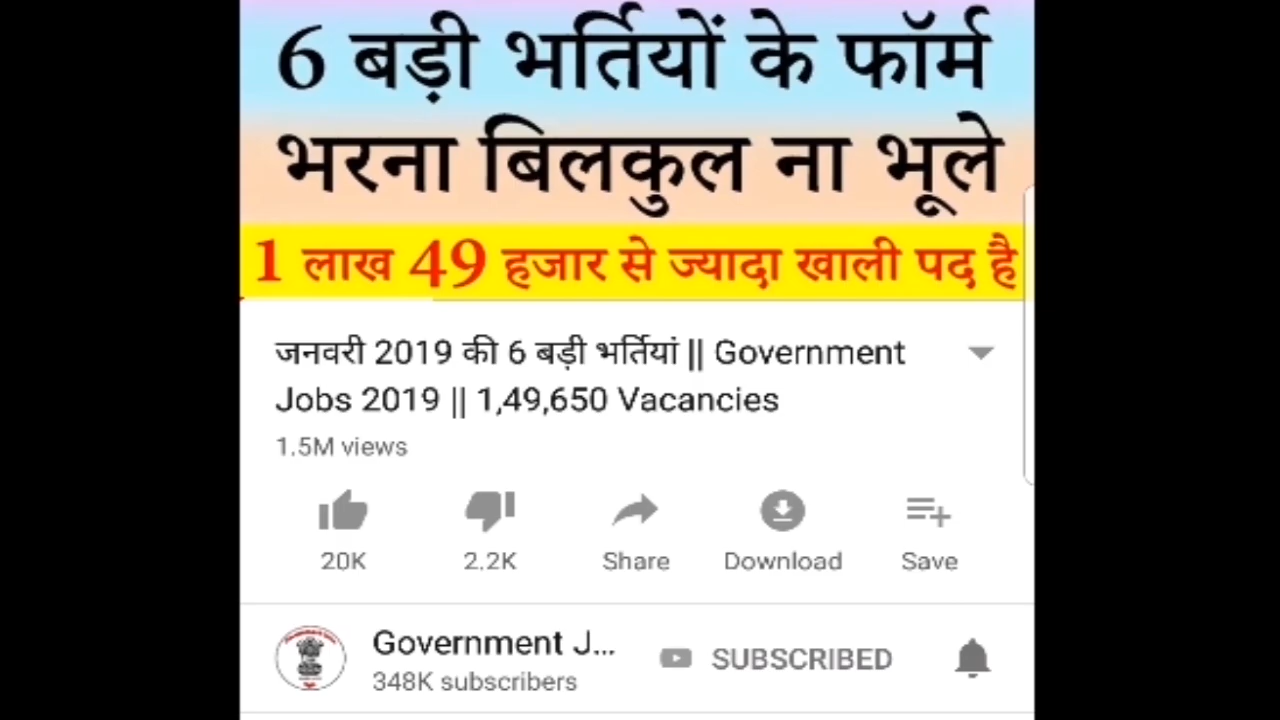 6 बड़ी भर्तियों के फॉर्म
भरना बिलकुल ना भूले
1 लाख 49 हजार से ज्यादा खाली पद है
जनवरी 2019 की 6 बड़ी भर्तियां || Government
Jobs 2019 || 1,49,650 Vacancies
1.5M views
20K 2.2K Share Download Save
Government J...
SUBSCRIBED
348K subscribers